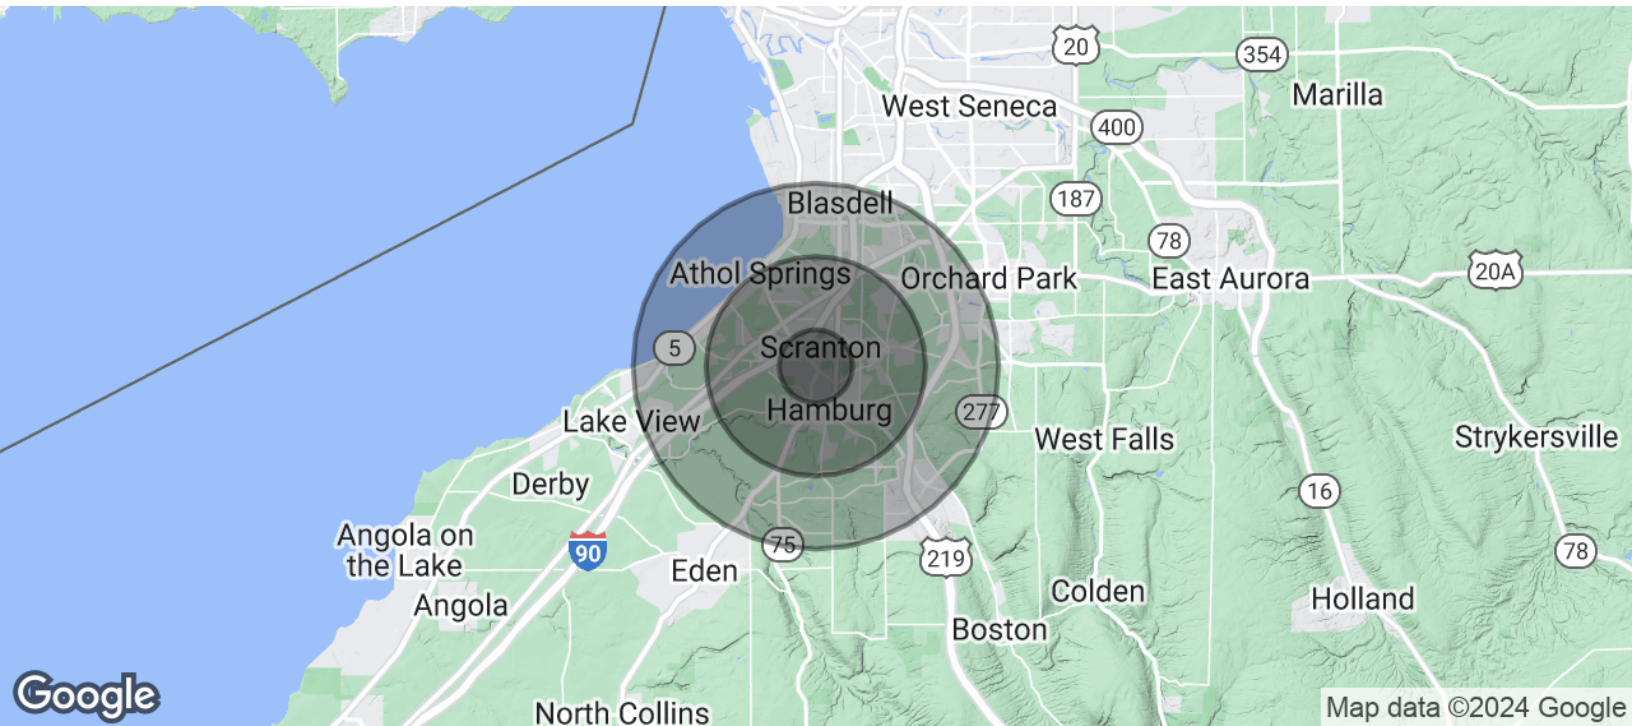 20
354
Marilla
West Seneca
400
187
Blasdell
78
Athol Springs
Orchard Park
East Aurora
20A
5
Scranton
Hamburg
277
Lake View
West Falls
Strykersville
Derby
16
Angola on
the Lake
90
75
219
78
Eden
Colden
Holland
Angola
Boston
Google
North Collins
Map data ©2024 Google